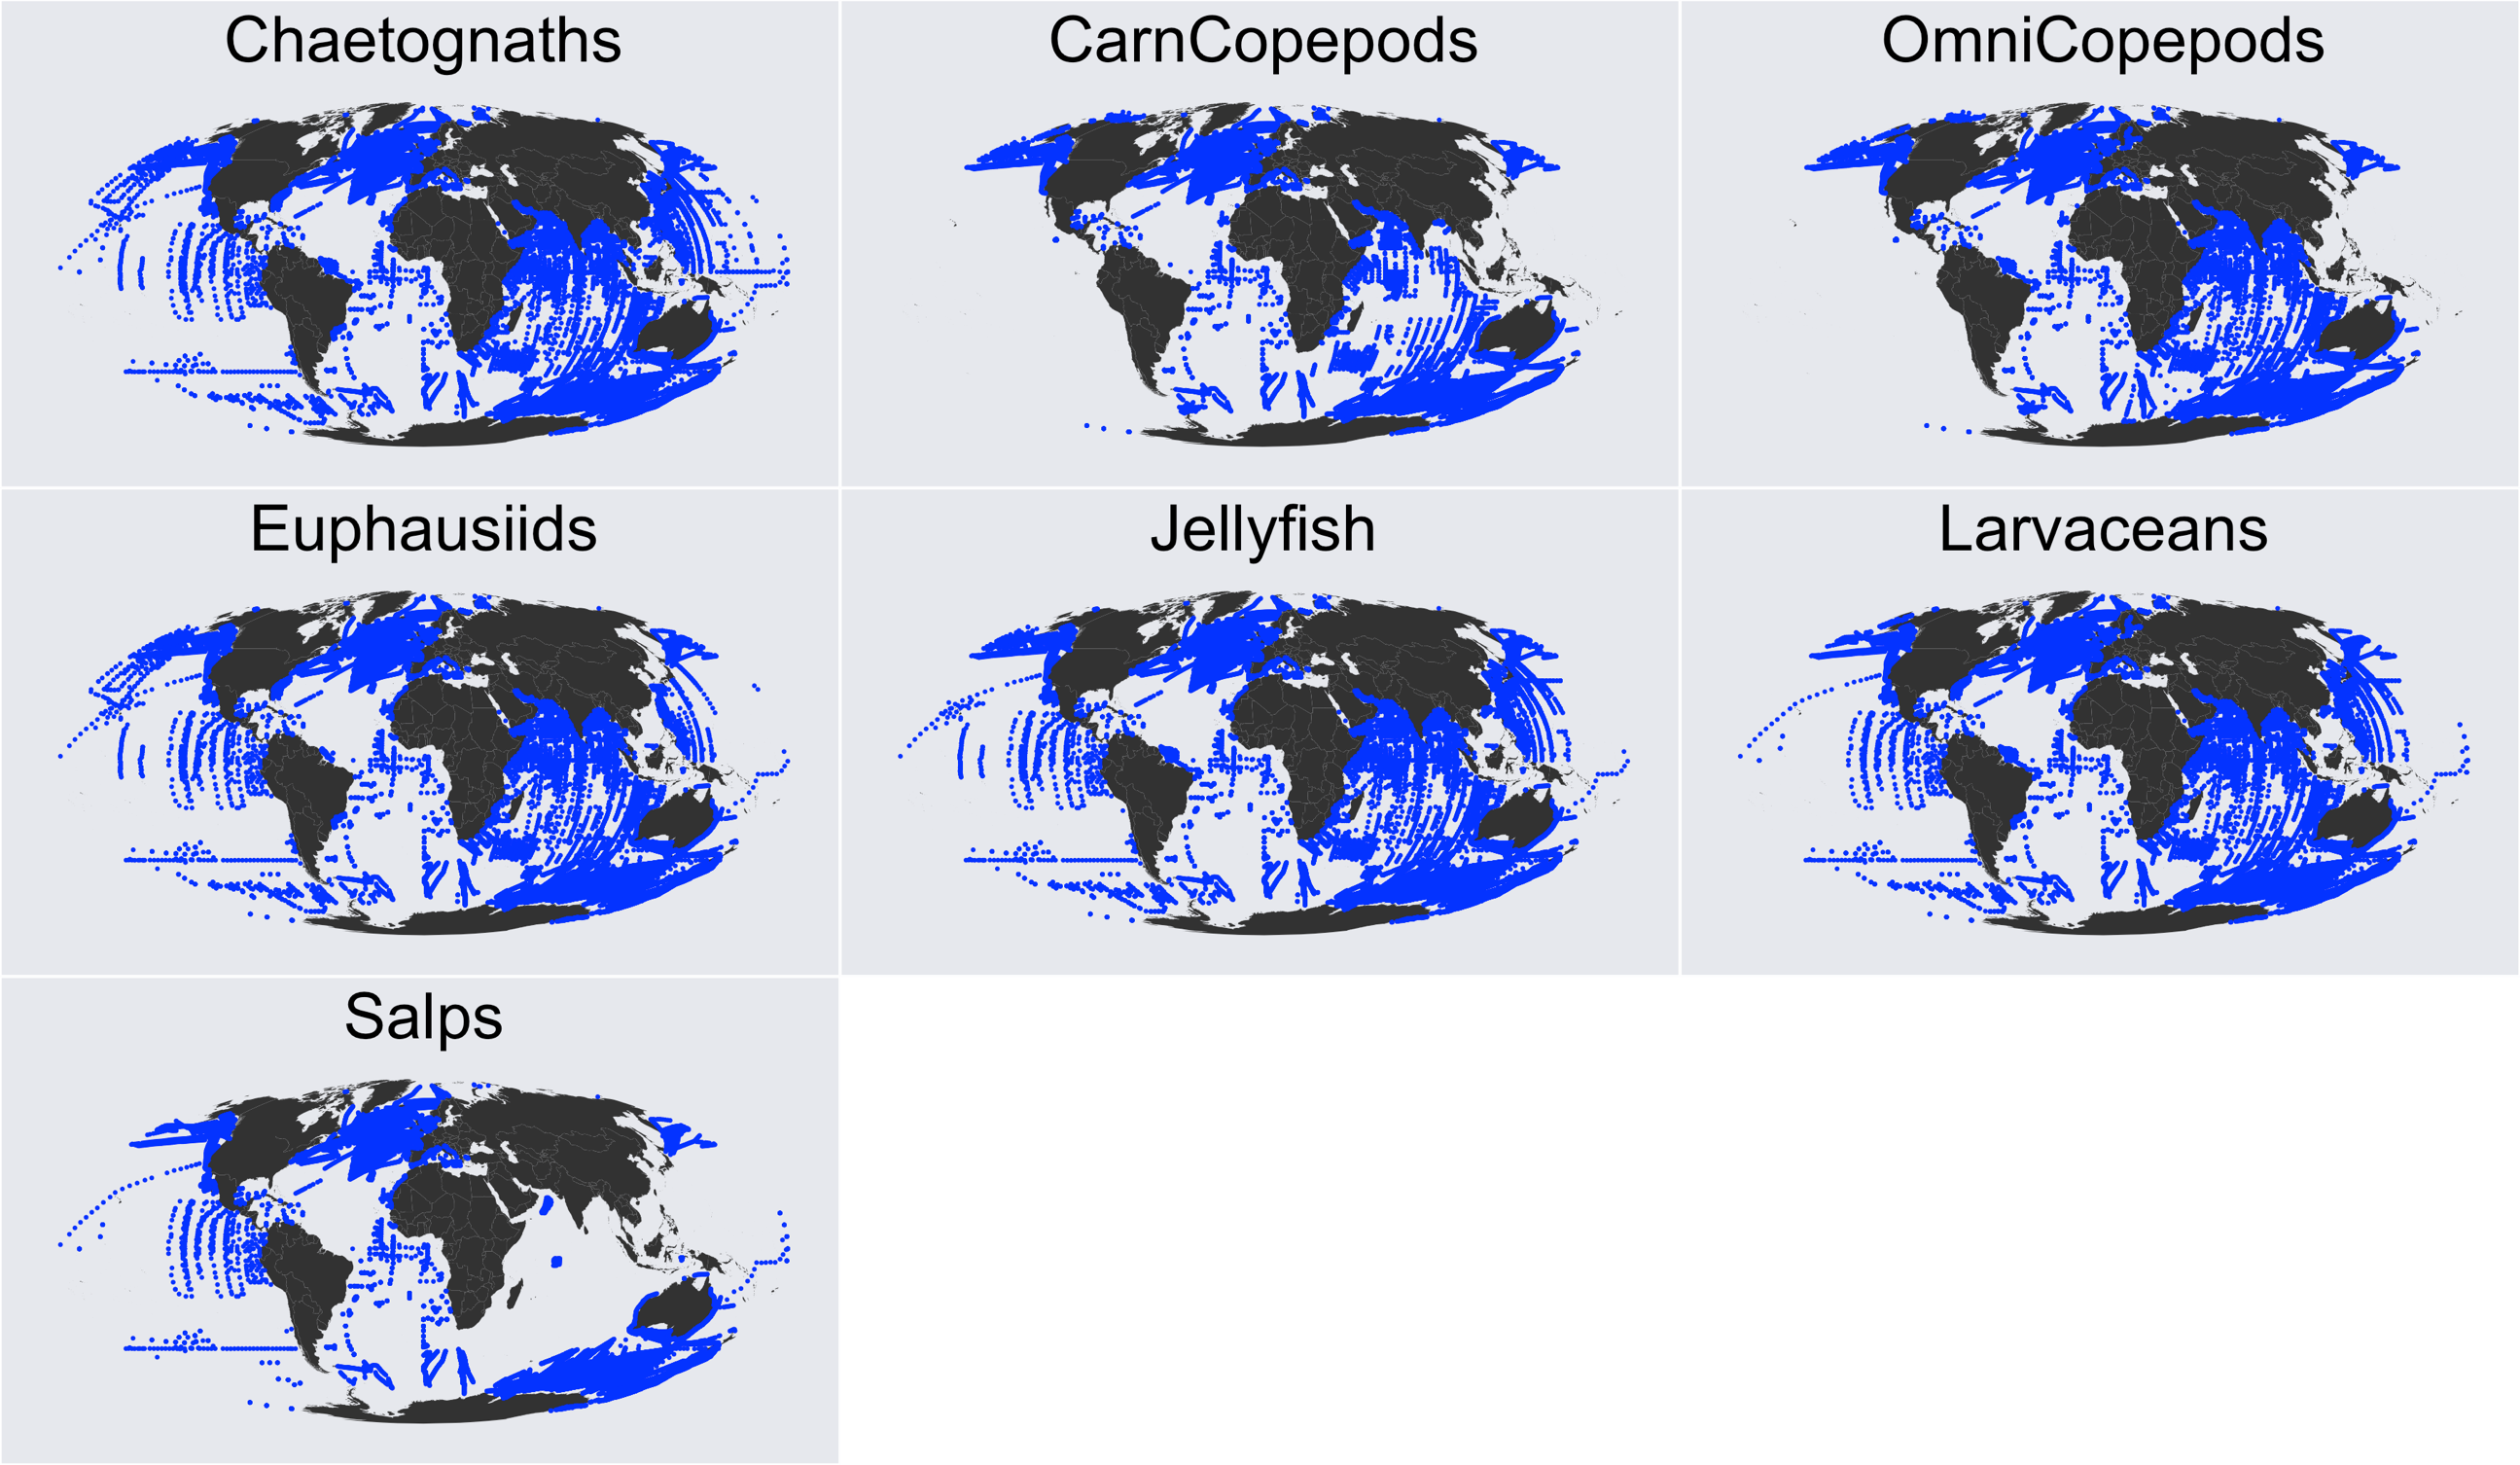 Chaetognaths
CarnCopepods
OmniCopepods
Euphausiids
Jellyfish
Larvaceans
Salps